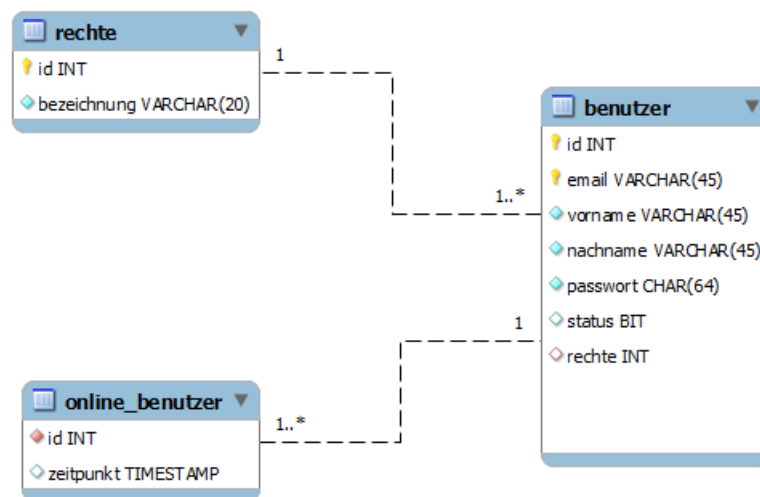 rechte
id INT
bezeichnung VARCHAR(20)
1
1..*
benutzer
id INT
email VARCHAR(45)
vorname VARCHAR(45)
nachname VARCHAR(45)
passwort CHAR(64)
status BIT
rechte INT
1
1..*
online_benutzer
id INT
zeitpunkt TIMESTAMP